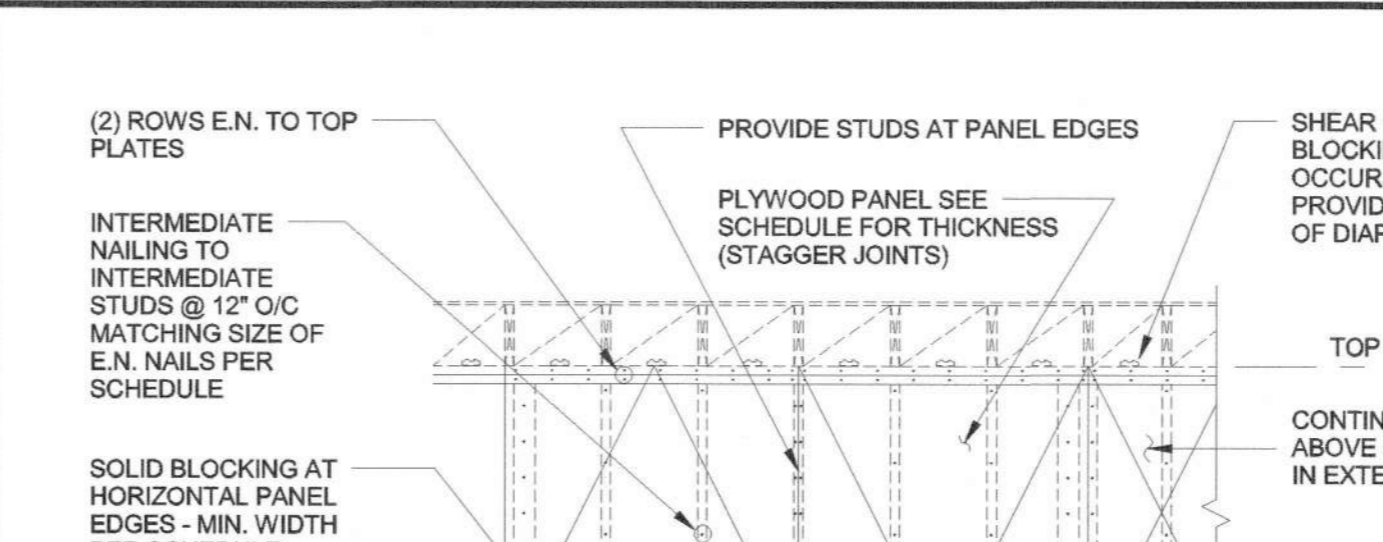 (2) ROWS E.N. TO TOP
PLATES
INTERMEDIATE
NAILING TO
INTERMEDIATE
STUDS @ 12" O/C
MATCHING SIZE OF
E.N. NAILS PER
SCHEDULE
SOLID BLOCKING AT
HORIZONTAL PANEL
EDGES - MIN. WIDTH
PROVIDE STUDS AT PANEL EDGES
PLYWOOD PANEL SEE
SCHEDULE FOR THICKNESS
(STAGGER JOINTS)
SHEAR
BLOCKI
OCCUR
PROVID
OF DIAP
TOP
CONTIN
ABOVE
IN EXTE